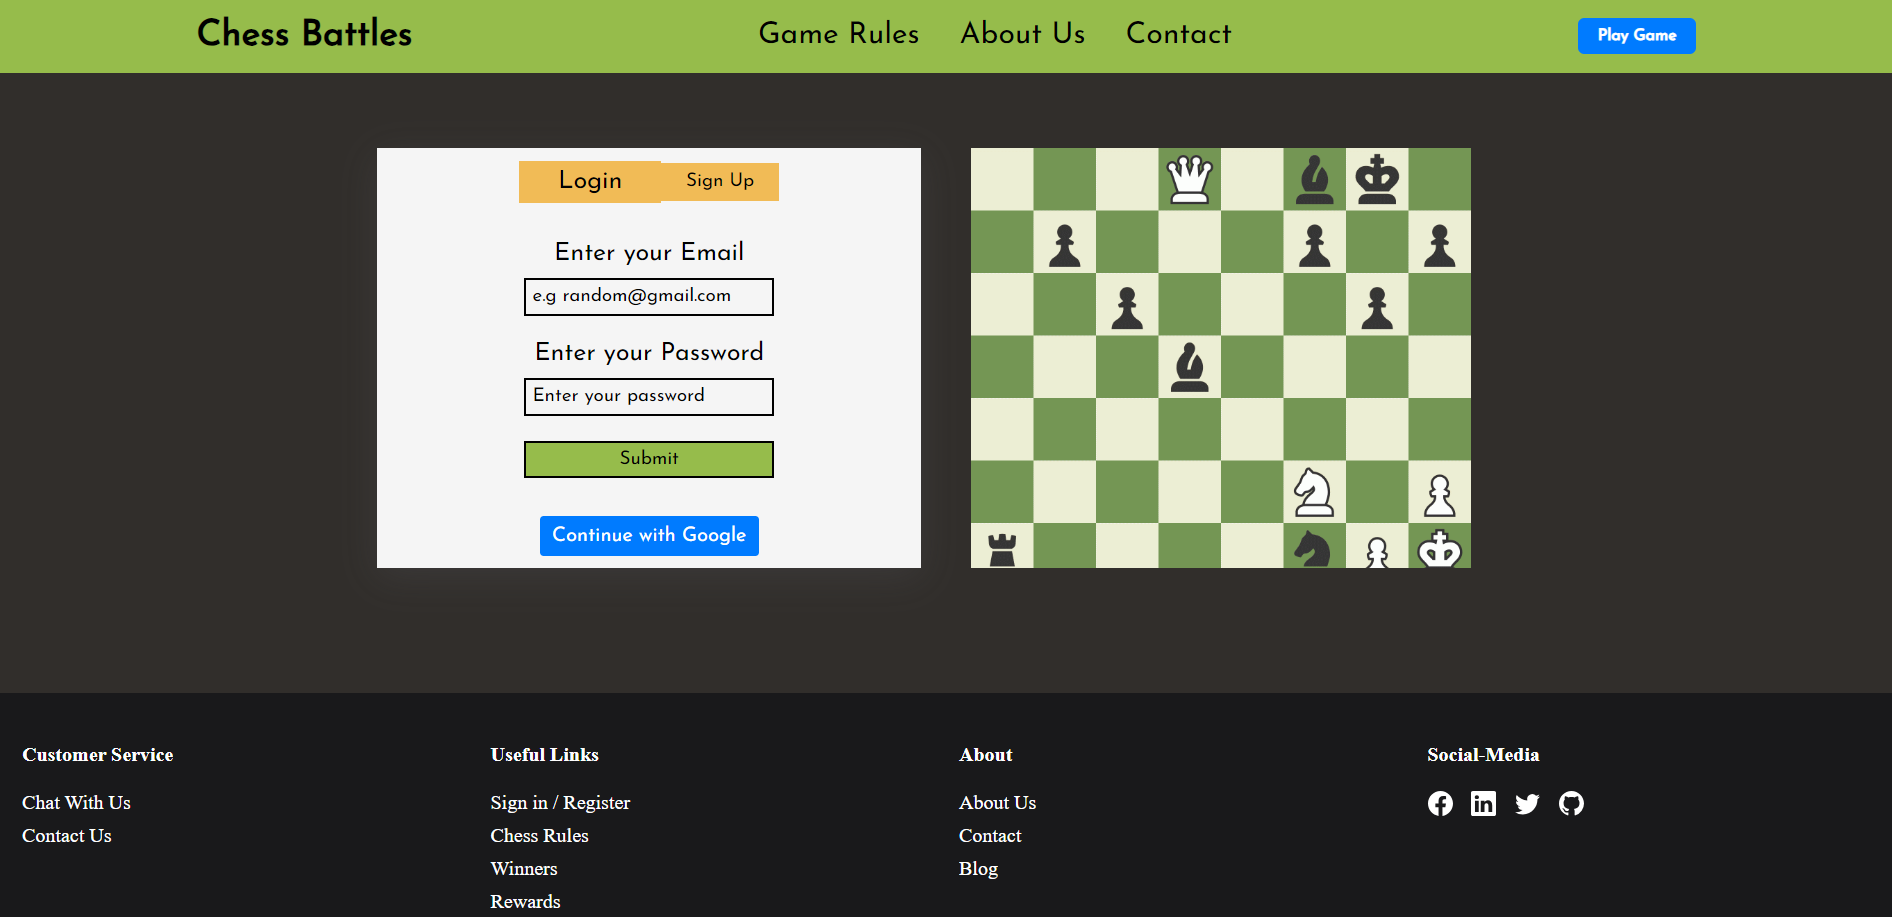 Chess Battles
Game Rules
About Us
Contact
Play Game
Login
Sign Up
Enter your Email
e.g random@gmail.com
Enter your Password
Enter your password
Submit
Continue with Google
Customer Service
Chat With Us
Contact Us
Useful Links
Sign in / Register
Chess Rules
Winners
Rewards
About
About Us
Contact
Blog
Social-Media
in